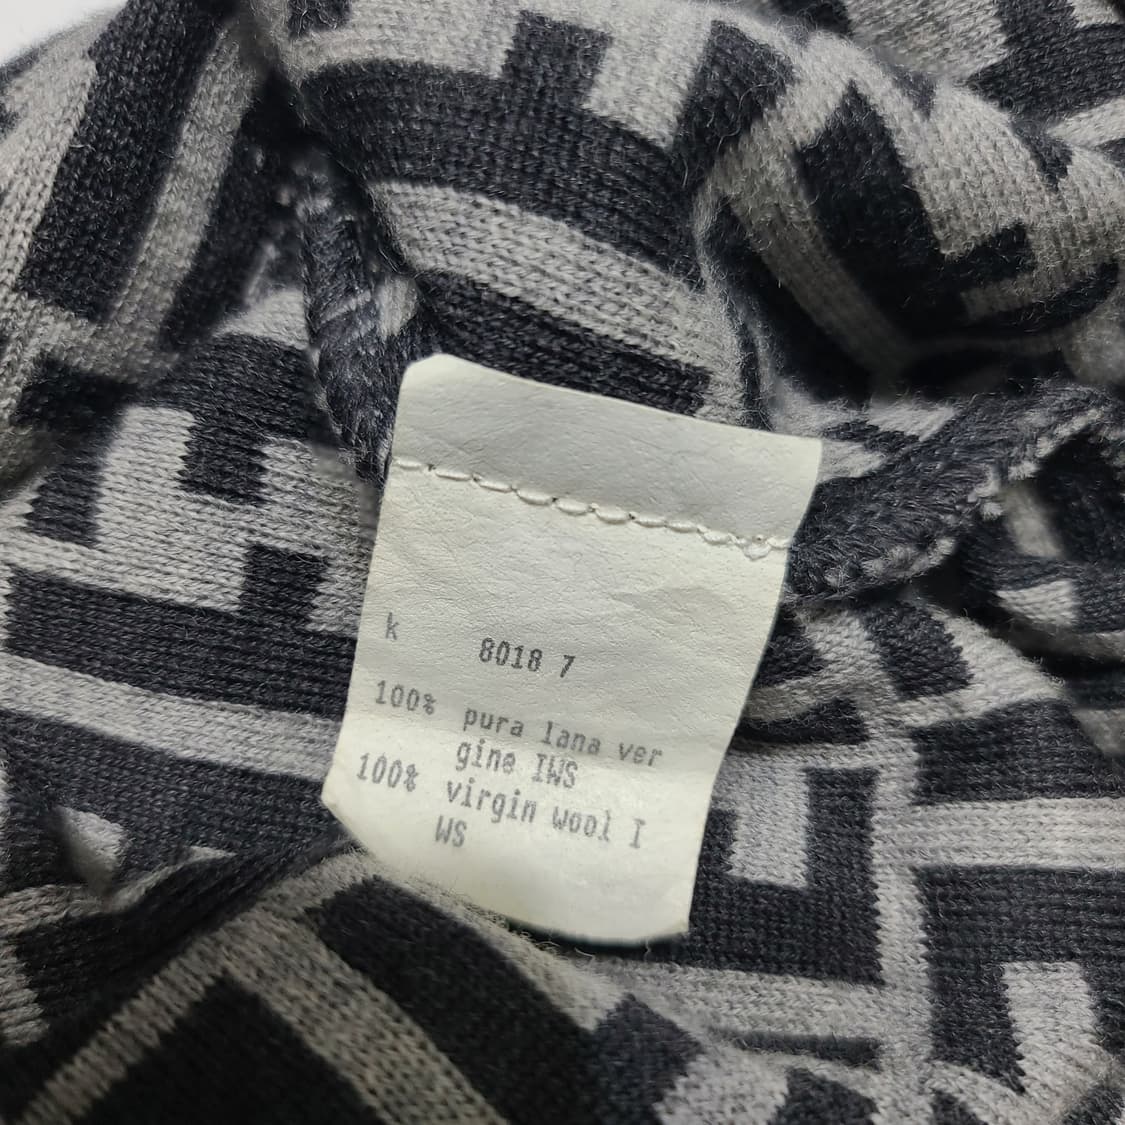 k 8018 7
100% pura lana ver
gine IWS
100% virgin wool I
WS